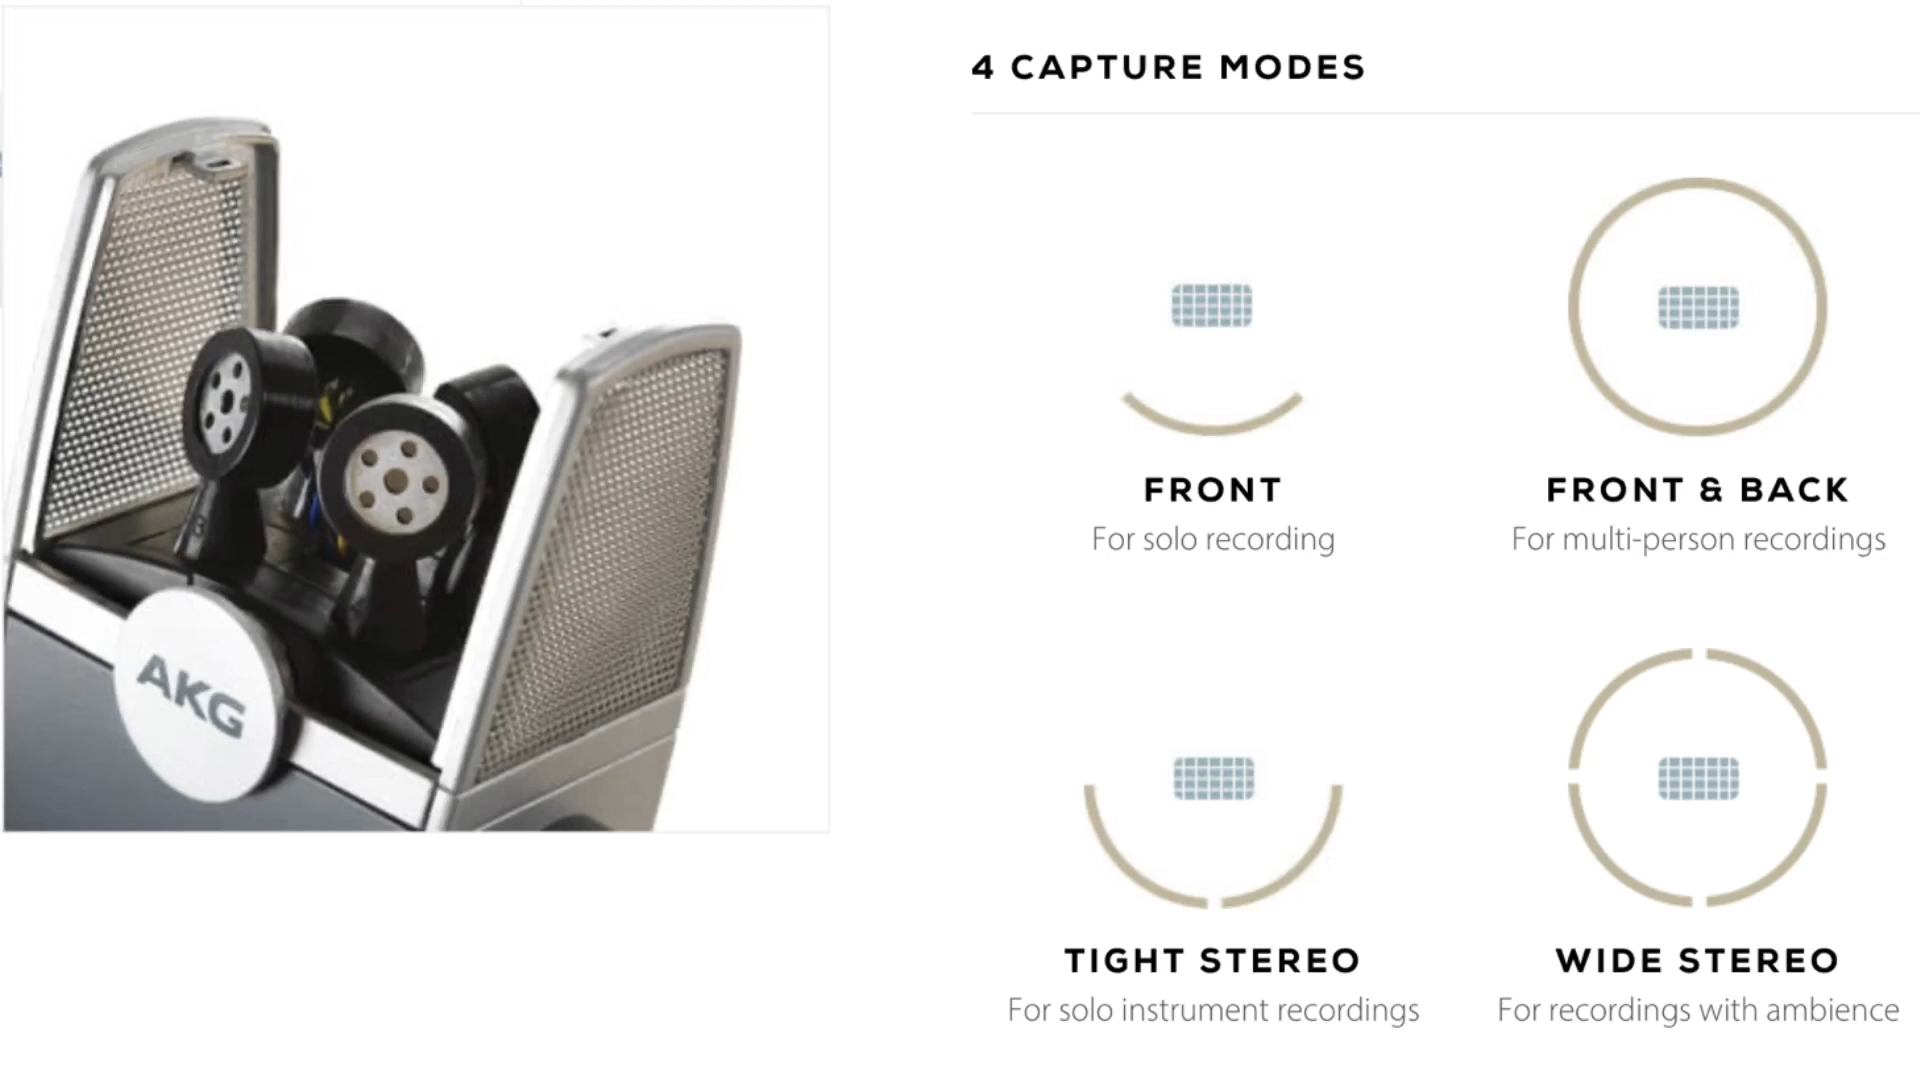 4 CAPTURE MODES
FRONT
For solo recording
FRONT & BACK
For multi-person recordings
TIGHT STEREO
For solo instrument recordings
WIDE STEREO
For recordings with ambience
AKG